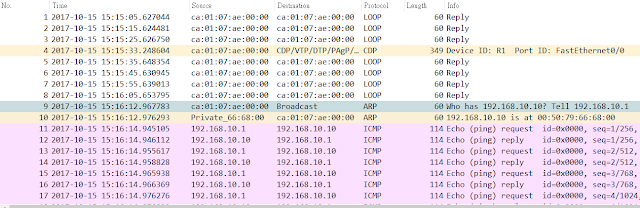 No. Time Source Destination Protocol Length Info
1 2017-10-15 15:15:05.627044 ca:01:07:ae:00:00 ca:01:07:ae:00:00 LOOP 60 Reply
2 2017-10-15 15:15:15.624481 ca:01:07:ae:00:00 ca:01:07:ae:00:00 LOOP 60 Reply
3 2017-10-15 15:15:25.626750 ca:01:07:ae:00:00 ca:01:07:ae:00:00 LOOP 60 Reply
4 2017-10-15 15:15:33.248604 ca:01:07:ae:00:00 CDP/VTP/DTP/PAgP/… CDP 349 Device ID: R1 Port ID: FastEthernet0/0
5 2017-10-15 15:15:35.648354 ca:01:07:ae:00:00 ca:01:07:ae:00:00 LOOP 60 Reply
6 2017-10-15 15:15:45.630945 ca:01:07:ae:00:00 ca:01:07:ae:00:00 LOOP 60 Reply
7 2017-10-15 15:15:55.639013 ca:01:07:ae:00:00 ca:01:07:ae:00:00 LOOP 60 Reply
8 2017-10-15 15:16:05.653795 ca:01:07:ae:00:00 ca:01:07:ae:00:00 LOOP 60 Reply
9 2017-10-15 15:16:12.967783 ca:01:07:ae:00:00 Broadcast ARP 60 Who has 192.168.10.10? Tell 192.168.10.1
10 2017-10-15 15:16:12.976293 Private_66:68:00 ca:01:07:ae:00:00 ARP 60 192.168.10.10 is at 00:50:79:66:68:00
11 2017-10-15 15:16:14.945105 192.168.10.1 192.168.10.10 ICMP 114 Echo (ping) request id=0x0000, seq=1/256,
12 2017-10-15 15:16:14.946112 192.168.10.10 192.168.10.1 ICMP 114 Echo (ping) reply id=0x0000, seq=1/256,
13 2017-10-15 15:16:14.955617 192.168.10.1 192.168.10.10 ICMP 114 Echo (ping) request id=0x0000, seq=2/512,
14 2017-10-15 15:16:14.958828 192.168.10.10 192.168.10.1 ICMP 114 Echo (ping) reply id=0x0000, seq=2/512,
15 2017-10-15 15:16:14.965938 192.168.10.1 192.168.10.10 ICMP 114 Echo (ping) request id=0x0000, seq=3/768,
16 2017-10-15 15:16:14.966369 192.168.10.10 192.168.10.1 ICMP 114 Echo (ping) reply id=0x0000, seq=3/768,
17 2017-10-15 15:16:14.976276 192.168.10.1 192.168.10.10 ICMP 114 Echo (ping) request id=0x0000, seq=4/1024,